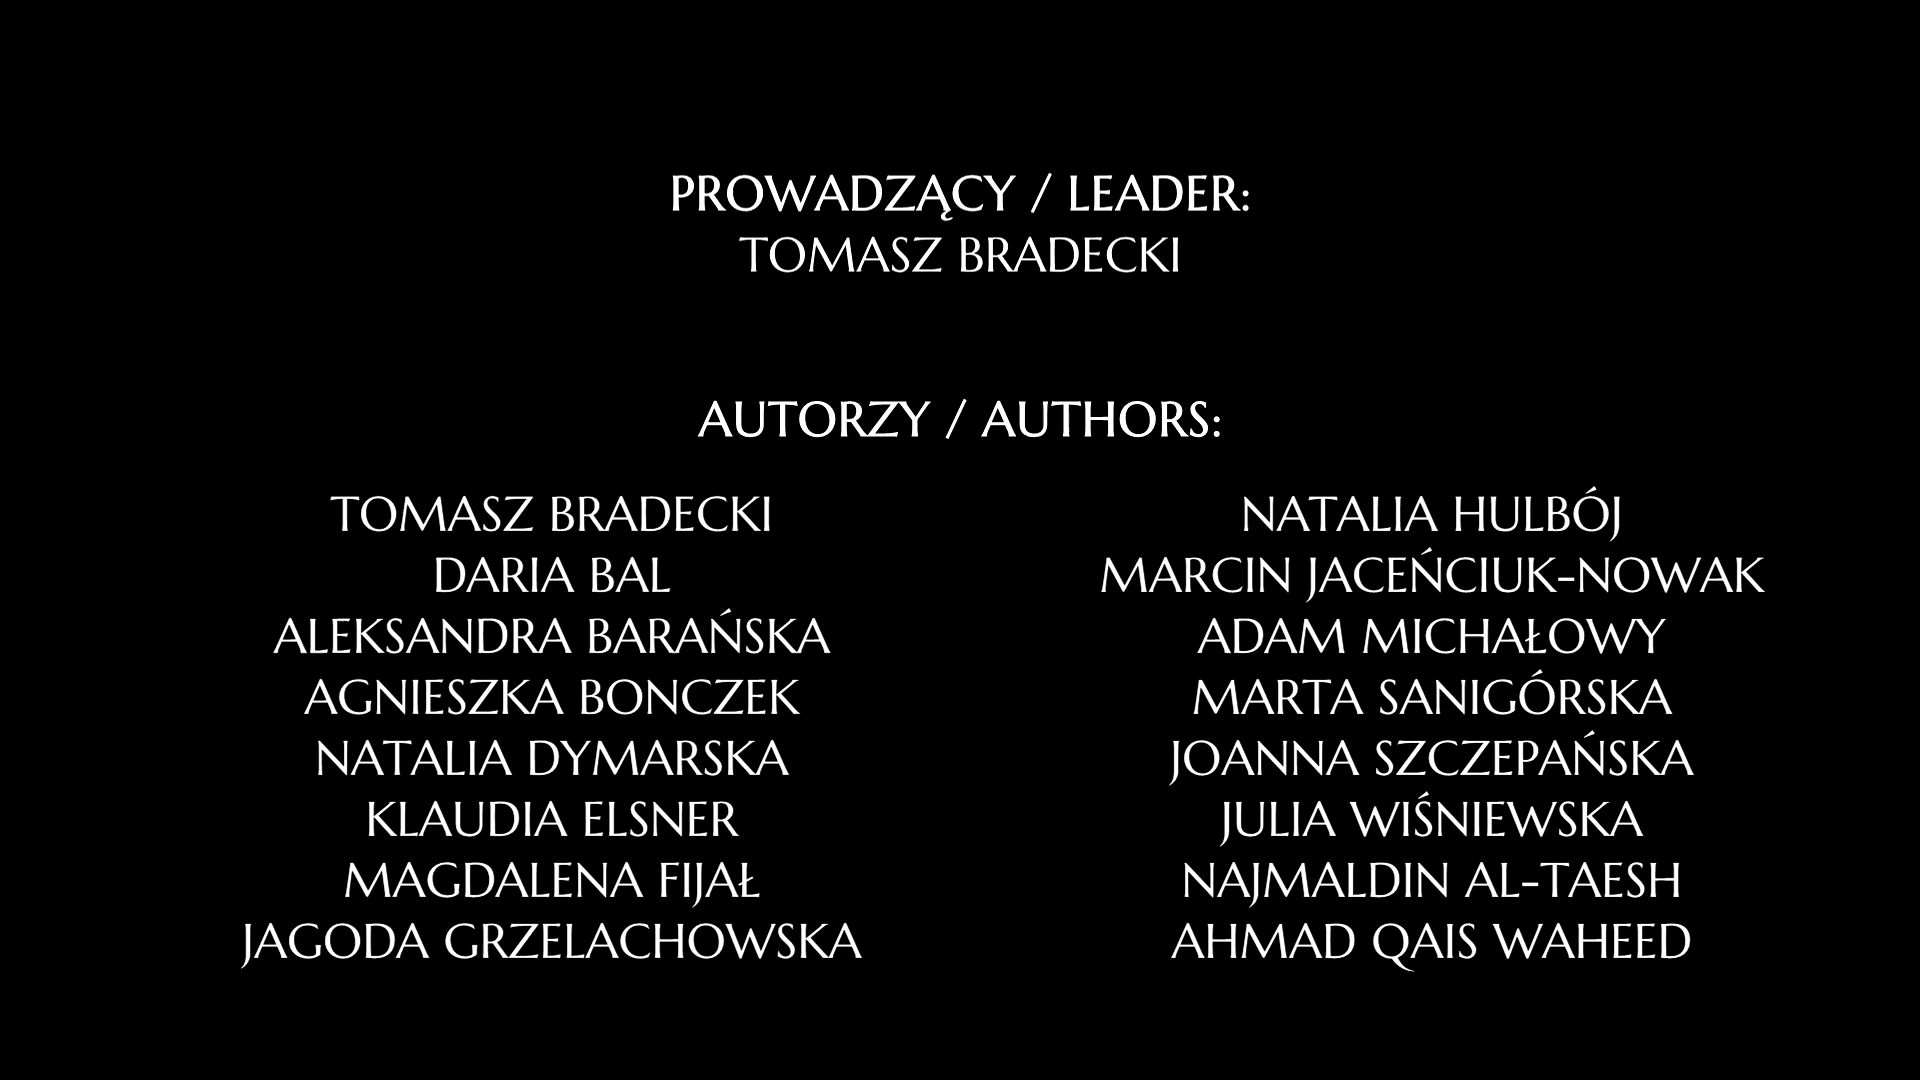 PROWADZĄCY / LEADER:
TOMASZ BRADECKI
AUTORZY / AUTHORS:
TOMASZ BRADECKI
DARIA BAL
ALEKSANDRA BARAŃSKA
AGNIESZKA BONCZEK
NATALIA DYMARSKA
KLAUDIA ELSNER
MAGDALENA FIJAŁ
JAGODA GRZELACHOWSKA
NATALIA HULBÓJ
MARCIN JACEŃCIUK-NOWAK
ADAM MICHAŁOWY
MARTA SANIGÓRSKA
JOANNA SZCZEPAŃSKA
JULIA WIŚNIEWSKA
NAJMALDIN AL-TAESH
AHMAD QAIS WAHEED